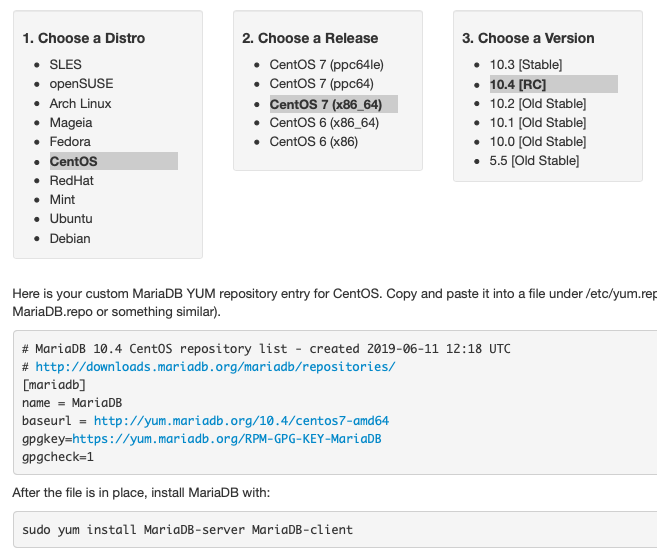 1. Choose a Distro
SLES
openSUSE
Arch Linux
Mageia
Fedora
CentOS
RedHat
Mint
Ubuntu
Debian
2. Choose a Release
CentOS 7 (ppc64le)
CentOS 7 (ppc64)
CentOS 7 (x86_64)
CentOS 6 (x86_64)
CentOS 6 (x86)
3. Choose a Version
10.3 [Stable]
10.4 [RC]
10.2 [Old Stable]
10.1 [Old Stable]
10.0 [Old Stable]
5.5 [Old Stable]
Here is your custom MariaDB YUM repository entry for CentOS. Copy and paste it into a file under /etc/yum.rep
MariaDB.repo or something similar).
# MariaDB 10.4 CentOS repository list - created 2019-06-11 12:18 UTC
# http://downloads.mariadb.org/mariadb/repositories/
[mariadb]
name = MariaDB
baseurl = http://yum.mariadb.org/10.4/centos7-amd64
gpgkey=https://yum.mariadb.org/RPM-GPG-KEY-MariaDB
gpgcheck=1
After the file is in place, install MariaDB with:
sudo yum install MariaDB-server MariaDB-client